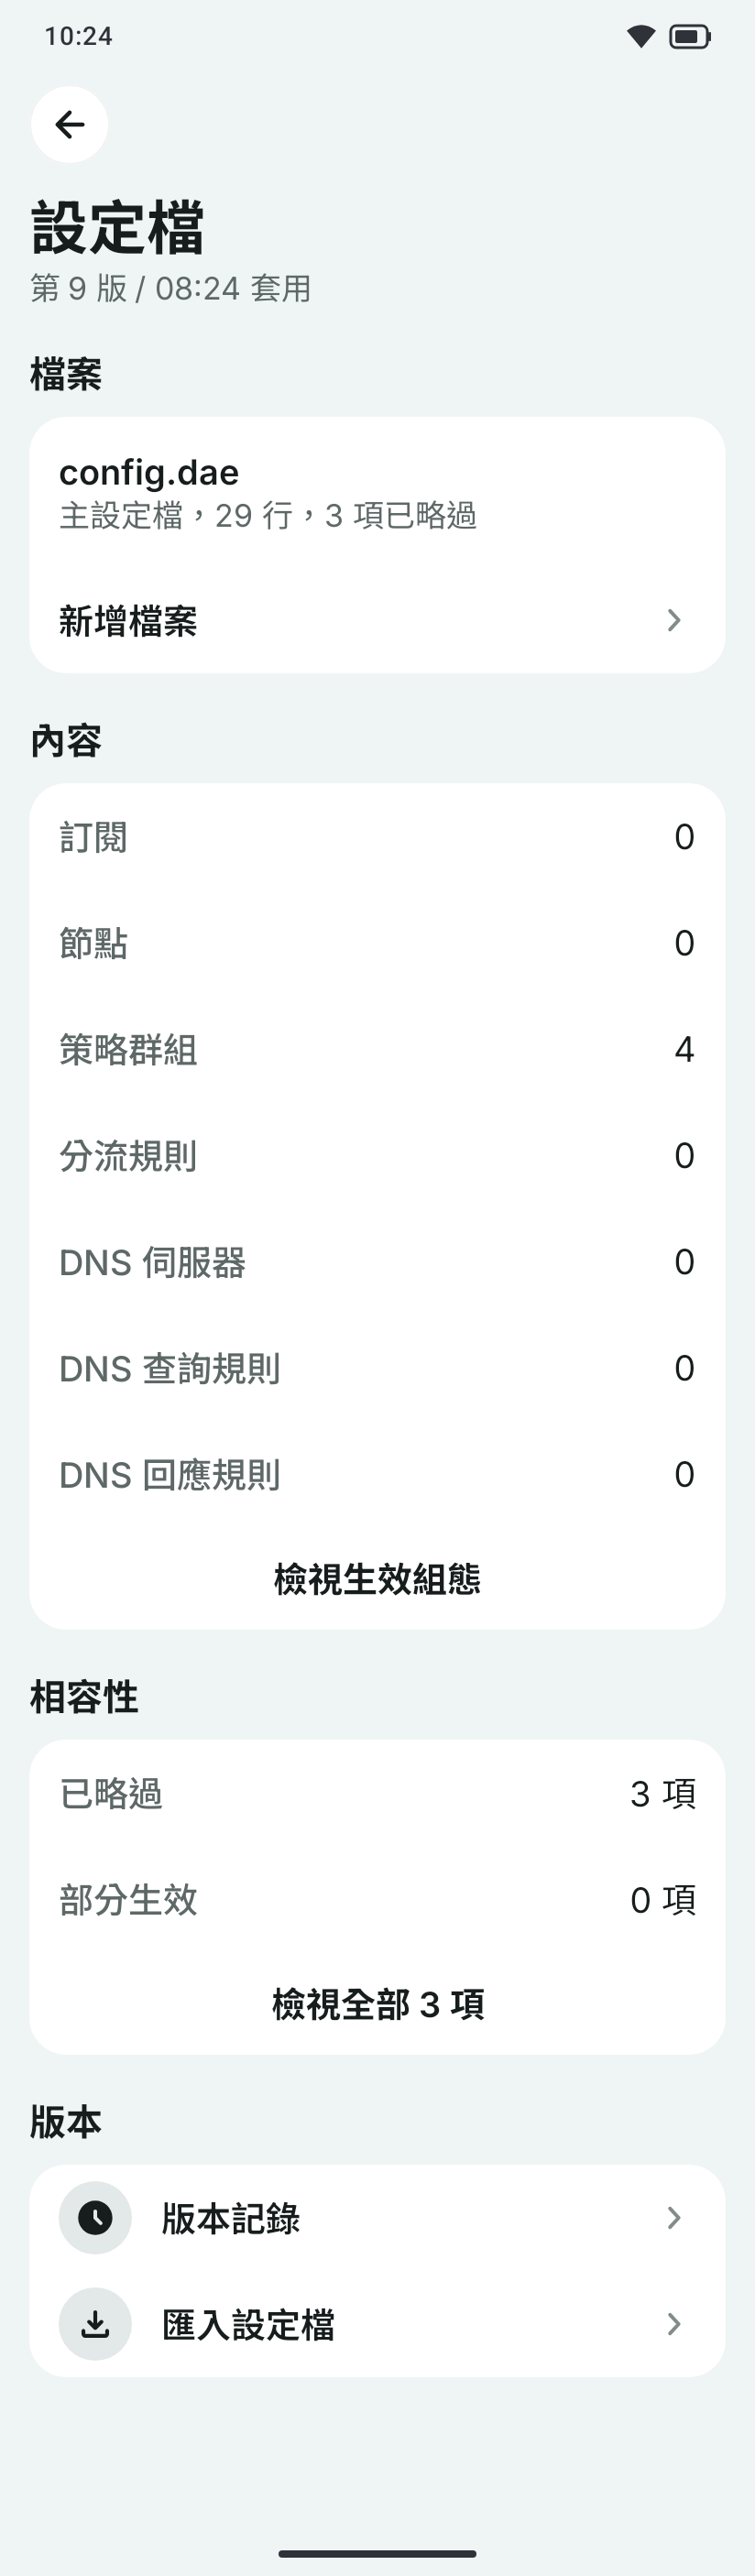 10:24
設定檔
第 9 版 / 08:24 套用
檔案
config.dae
主設定檔，29 行，3 項已略過
新增檔案
內容
訂閱 0
節點 0
策略群組 4
分流規則 0
DNS 伺服器 0
DNS 查詢規則 0
DNS 回應規則 0
檢視生效組態
相容性
已略過 3 項
部分生效 0 項
檢視全部 3 項
版本
版本記錄
匯入設定檔